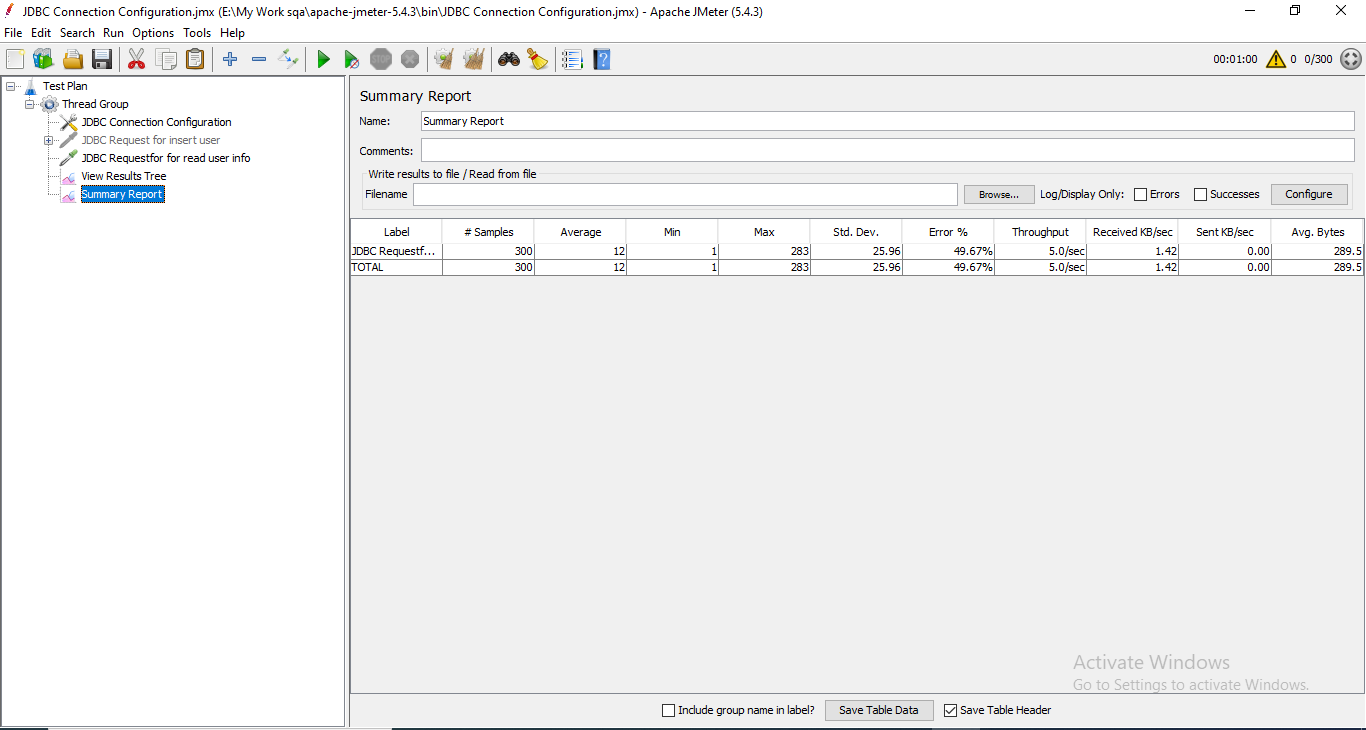 JDBC Connection Configuration.jmx (E:\My Work sqa\apache-jmeter-5.4.3\bin\JDBC Connection Configuration.jmx) - Apache JMeter (5.4.3)
File Edit Search Run Options Tools Help
STOP 00:01:00 0 0/300
Test Plan
Thread Group
JDBC Connection Configuration
JDBC Request for insert user
JDBC Requestfor for read user info
View Results Tree
Summary Report
Summary Report
Name: Summary Report
Comments:
Write results to file / Read from file
Filename Browse... Log/Display Only: Errors Successes Configure
Label # Samples Average Min Max Std. Dev. Error % Throughput Received KB/sec Sent KB/sec Avg. Bytes
JDBC Requestf... 300 12 1 283 25.96 49.67% 5.0/sec 1.42 0.00 289.5
TOTAL 300 12 1 283 25.96 49.67% 5.0/sec 1.42 0.00 289.5
Activate Windows
Go to Settings to activate Windows.
Include group name in label? Save Table Data Save Table Header